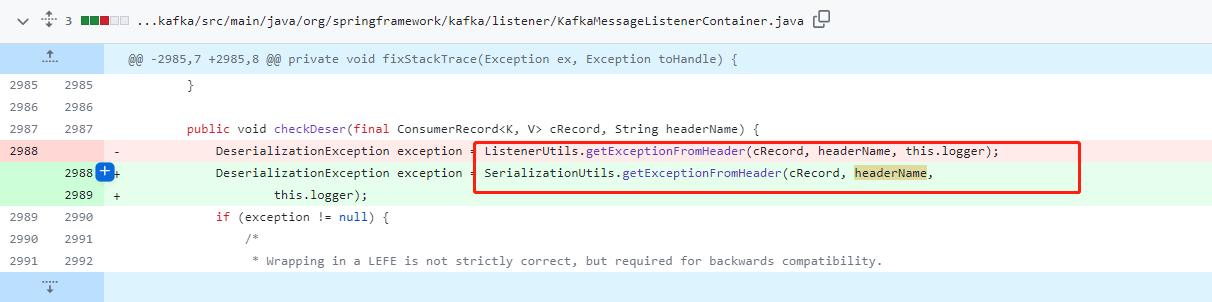 3 ...kafka/src/main/java/org/springframework/kafka/listener/KafkaMessageListenerContainer.java
@@ -2985,7 +2985,8 @@ private void fixStackTrace(Exception ex, Exception toHandle) {
2985 2985 }
2986 2986
2987 2987 public void checkDeser(final ConsumerRecord<K, V> cRecord, String headerName) {
2988 - DeserializationException exception = ListenerUtils.getExceptionFromHeader(cRecord, headerName, this.logger);
2988 + DeserializationException exception = SerializationUtils.getExceptionFromHeader(cRecord, headerName,
2989 + this.logger);
2989 2990 if (exception != null) {
2990 2991 /*
2991 2992 * Wrapping in a LEFE is not strictly correct, but required for backwards compatibility.